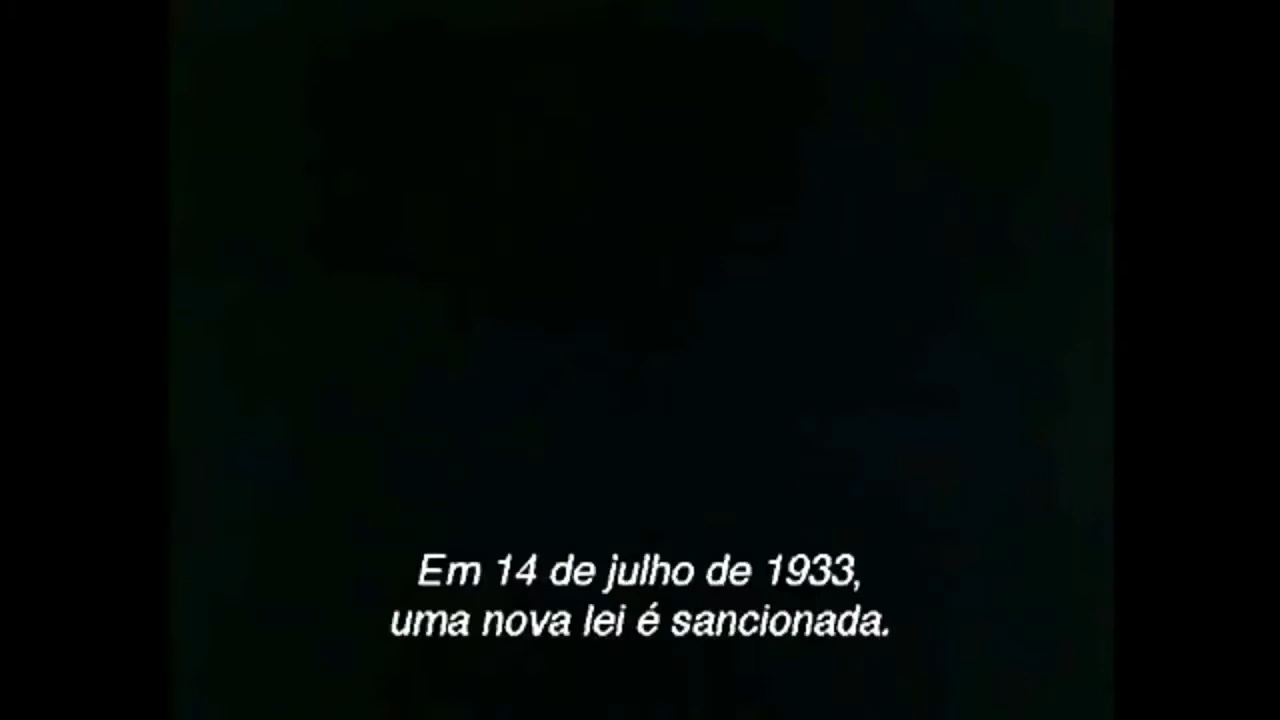 Em 14 de julho de 1933,
uma nova lei é sancionada.